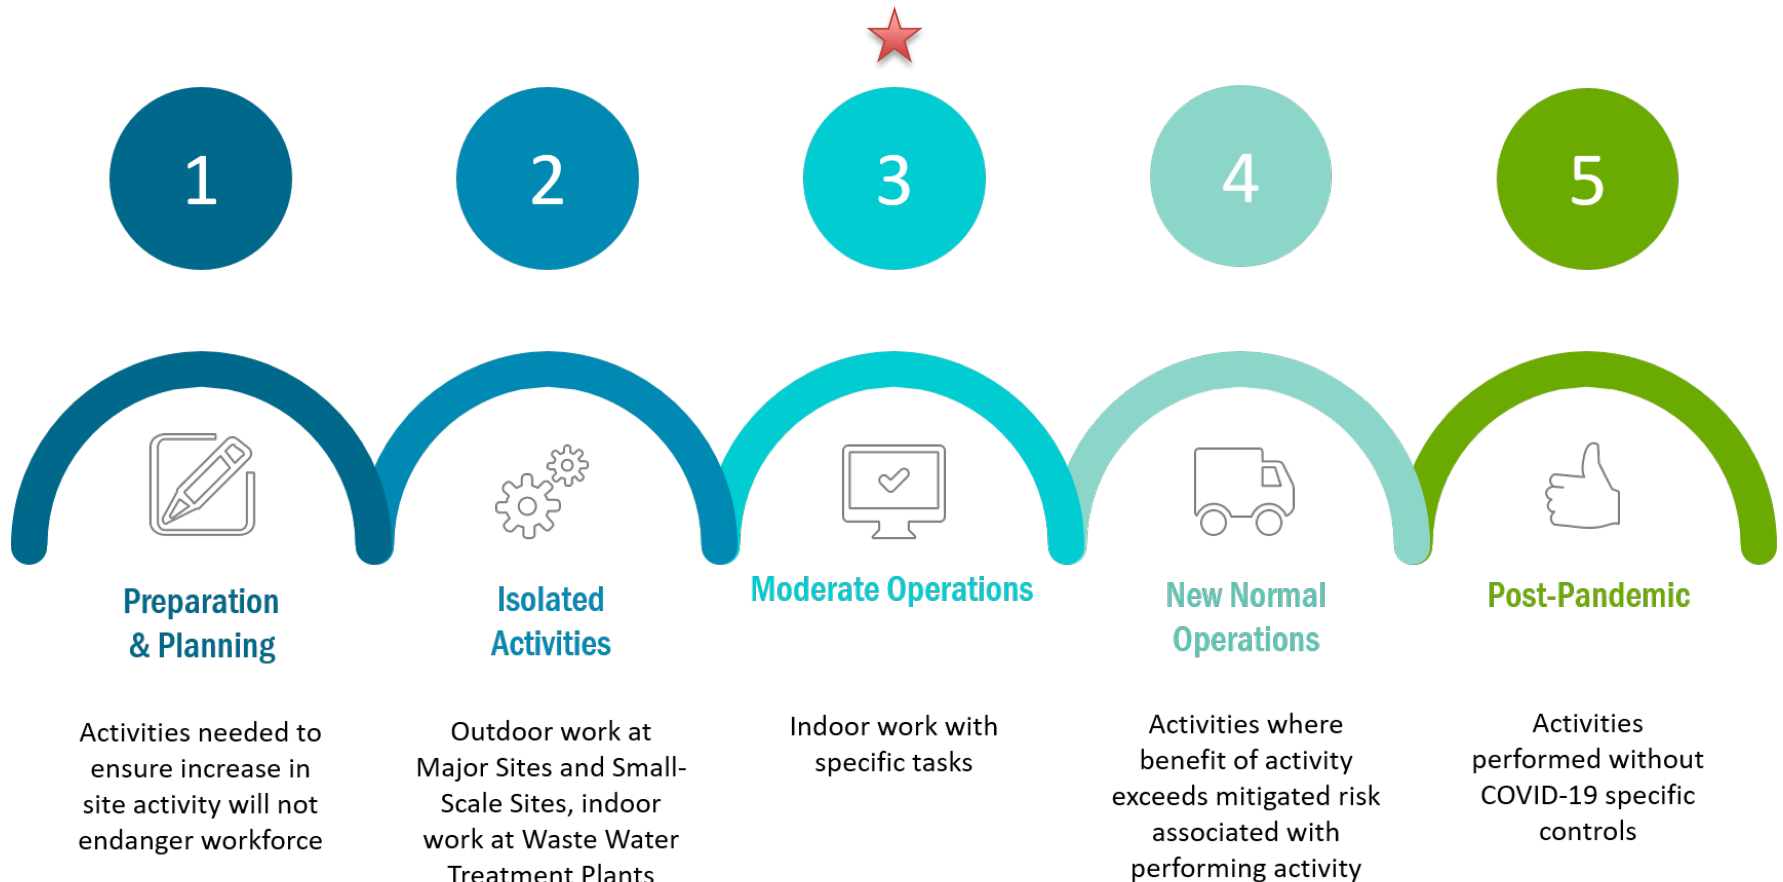 1
2
3
4
5
Preparation
& Planning
Activities needed to
ensure increase in
site activity will not
endanger workforce
Isolated
Activities
Outdoor work at
Major Sites and Small-
Scale Sites, indoor
work at Waste Water
Treatment Plants
Moderate Operations
Indoor work with
specific tasks
New Normal
Operations
Activities where
benefit of activity
exceeds mitigated risk
associated with
performing activity
Post-Pandemic
Activities
performed without
COVID-19 specific
controls